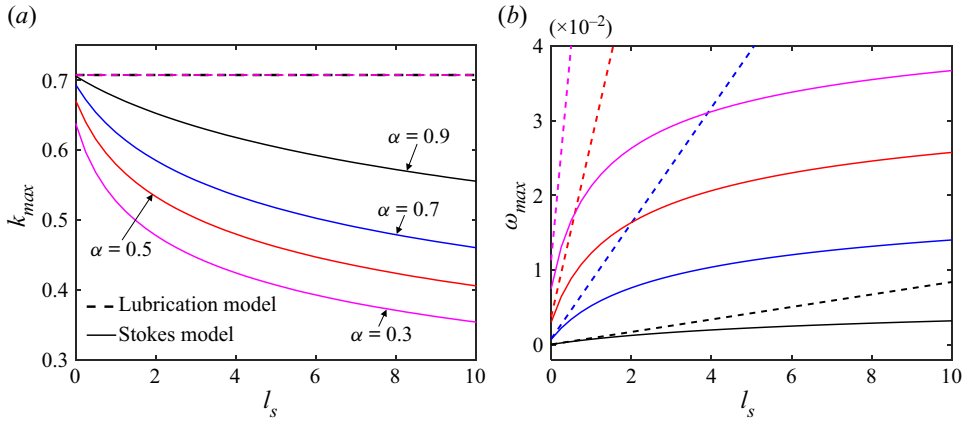 (a)
0.7
0.6
0.5
0.4
0.3
k_max
0 2 4 6 8 10
l_s
α = 0.9
α = 0.7
α = 0.5
α = 0.3
Lubrication model
Stokes model
(b)
(×10⁻²)
4
3
2
1
0
ω_max
0 2 4 6 8 10
l_s